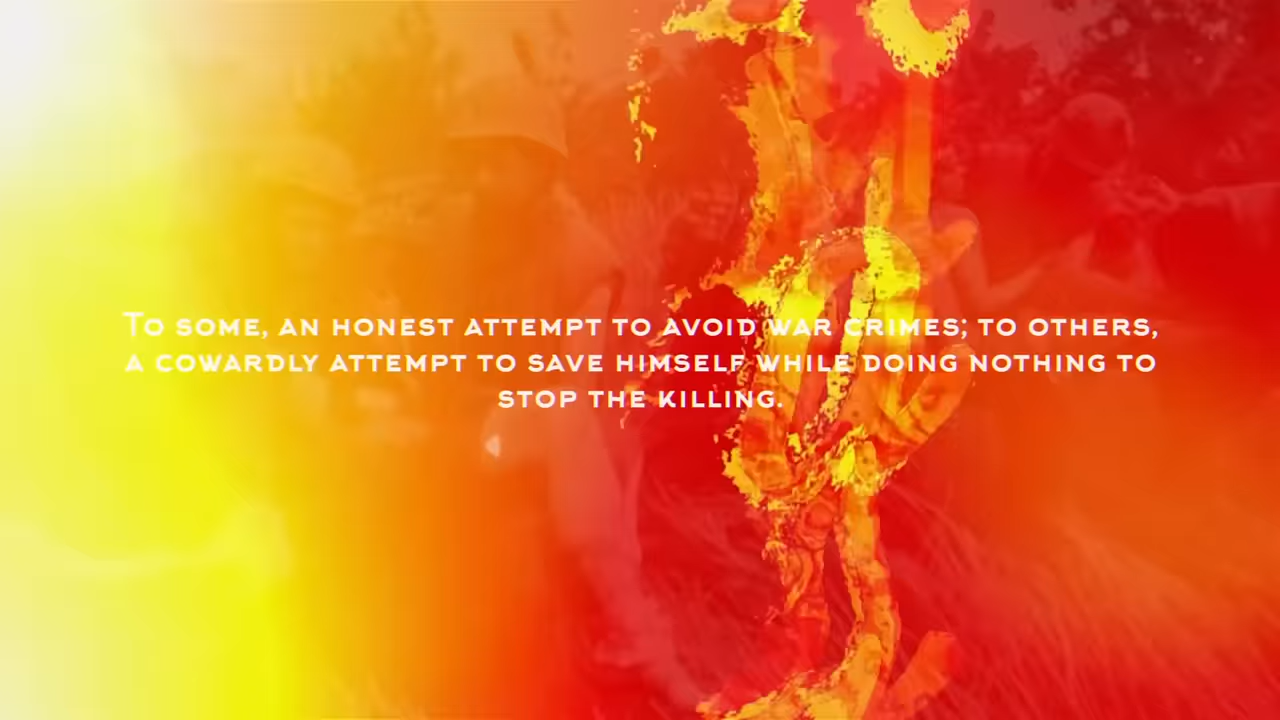 To some, an honest attempt to avoid war crimes; to others,
a cowardly attempt to save himself while doing nothing to
stop the killing.